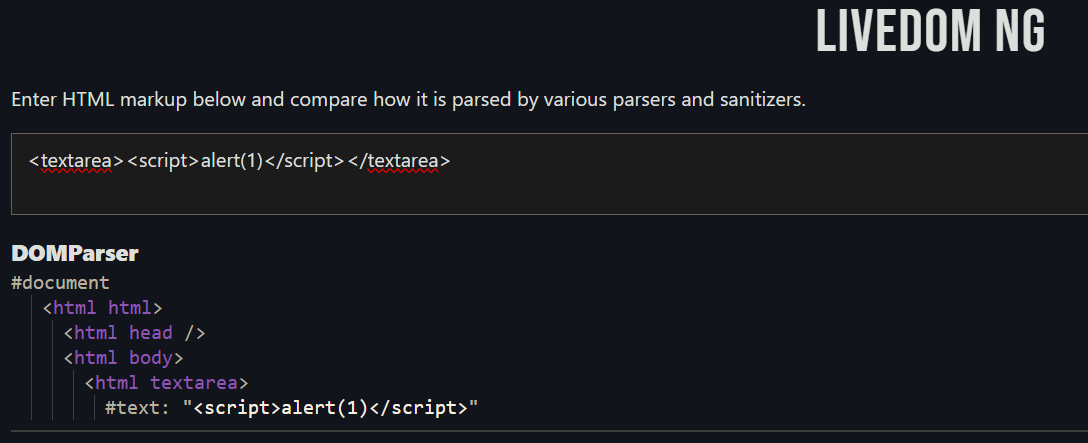 LIVEDOM NG
Enter HTML markup below and compare how it is parsed by various parsers and sanitizers.
<textarea><script>alert(1)</script></textarea>
DOMParser
#document
<html html>
<html head />
<html body>
<html textarea>
#text: "<script>alert(1)</script>"